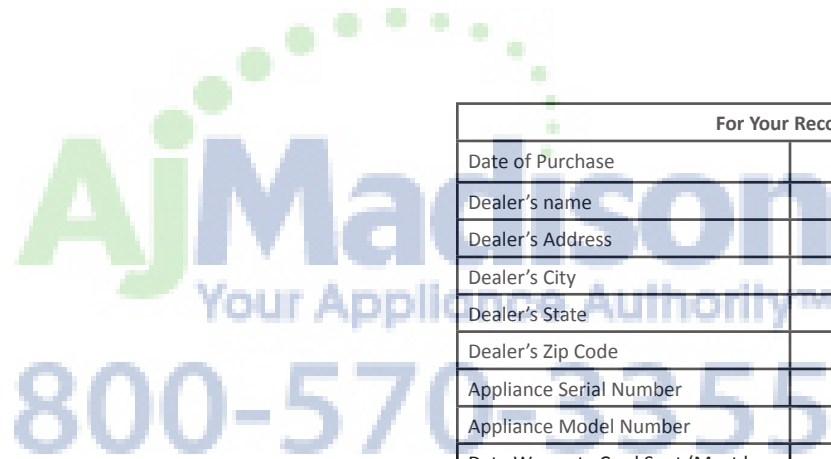 For Your Reco
Date of Purchase
Dealer’s name
Dealer’s Address
Dealer’s City
Dealer’s State
Dealer’s Zip Code
Appliance Serial Number
Appliance Model Number
AjMadison
Your Appliance Authority™
800-570-3355